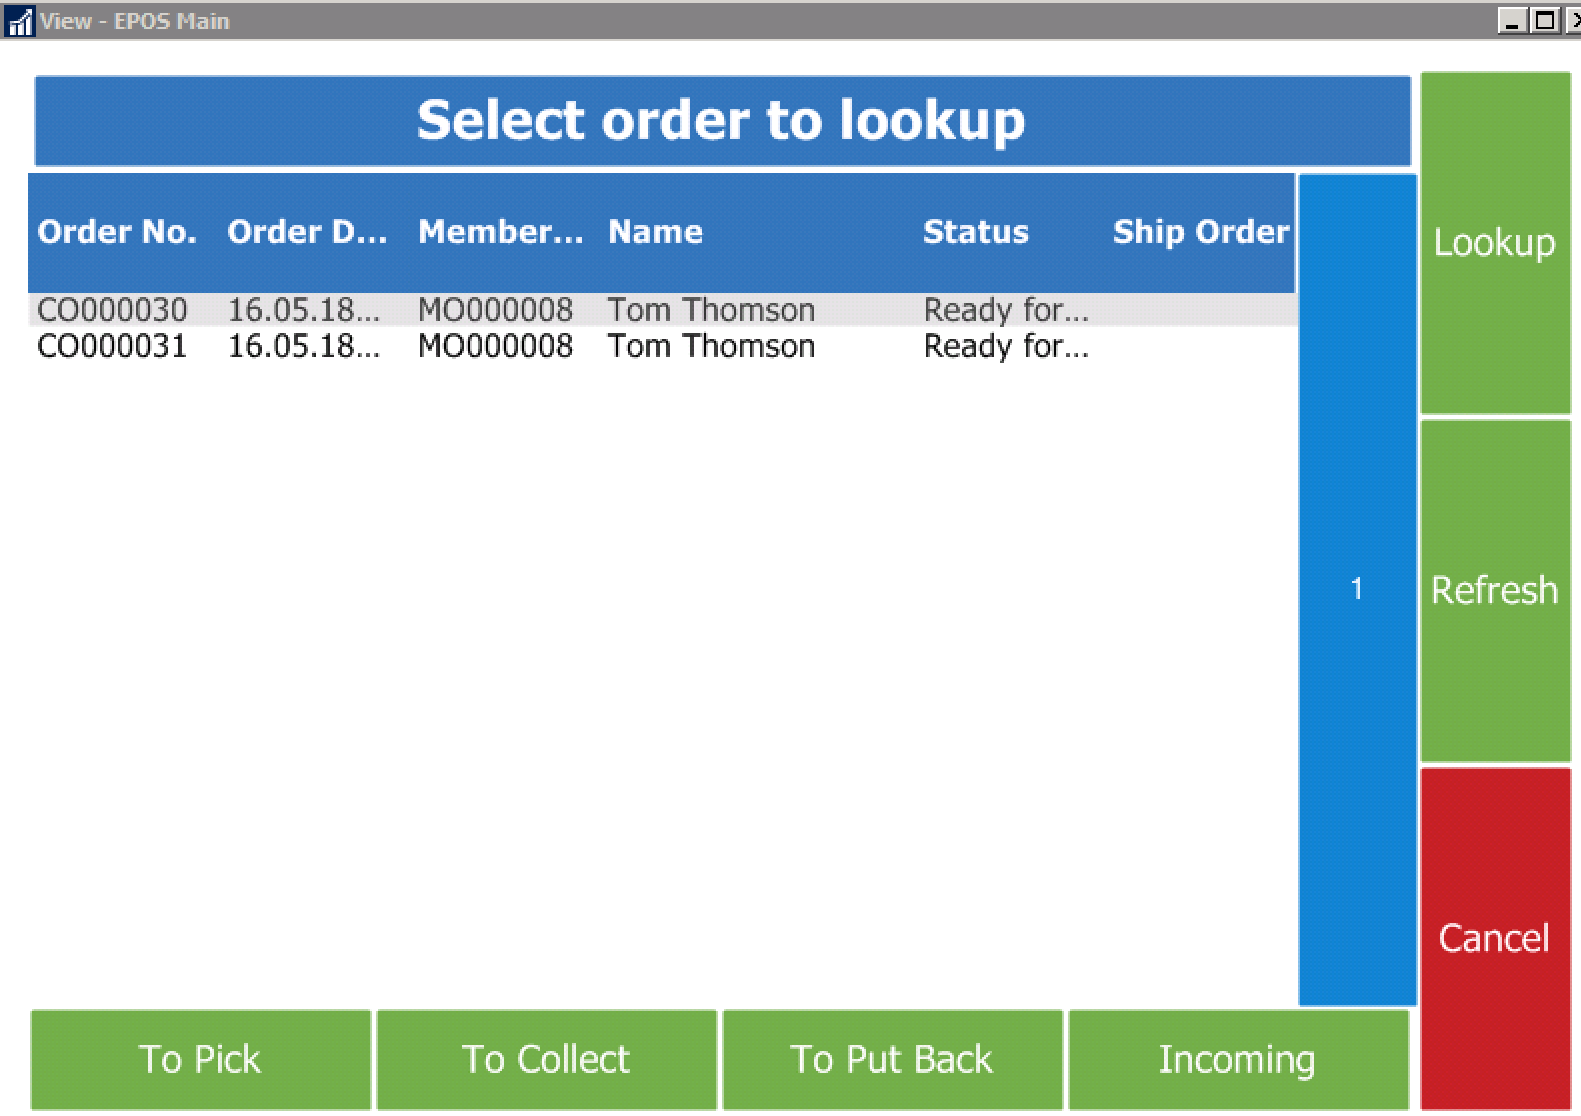 View - EPOS Main
Select order to lookup
Order No. Order D... Member... Name Status Ship Order
CO000030 16.05.18... MO000008 Tom Thomson Ready for...
CO000031 16.05.18... MO000008 Tom Thomson Ready for...
Lookup
1
Refresh
Cancel
To Pick To Collect To Put Back Incoming